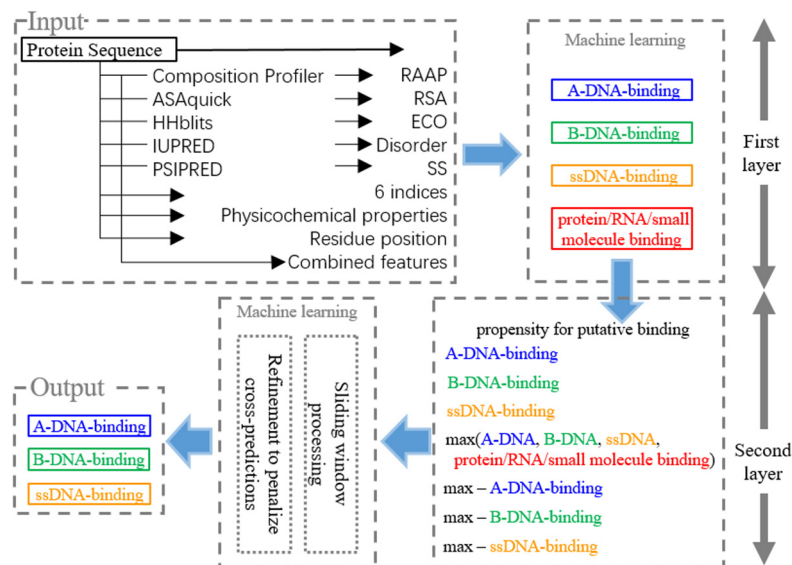 Input
Protein Sequence
Composition Profiler RAAP
ASAquick RSA
HHblits ECO
IUPRED Disorder
PSIPRED SS
6 indices
Physicochemical properties
Residue position
Combined features
Machine learning
A-DNA-binding
B-DNA-binding
ssDNA-binding
protein/RNA/small
molecule binding
First
layer
propensity for putative binding
A-DNA-binding
B-DNA-binding
ssDNA-binding
max(A-DNA, B-DNA, ssDNA,
protein/RNA/small molecule binding)
max – A-DNA-binding
max – B-DNA-binding
max – ssDNA-binding
Second
layer
Machine learning
Sliding window
processing
Refinement to penalize
cross-predictions
Output
A-DNA-binding
B-DNA-binding
ssDNA-binding